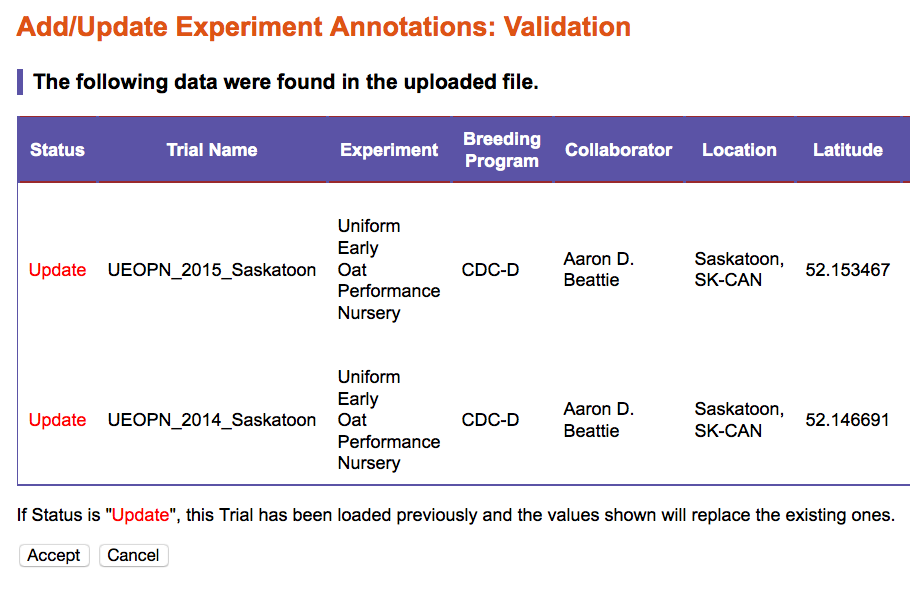 Add/Update Experiment Annotations: Validation
The following data were found in the uploaded file.
Status Trial Name Experiment Breeding Program Collaborator Location Latitude
Update UEOPN_2015_Saskatoon Uniform Early Oat Performance Nursery CDC-D Aaron D. Beattie Saskatoon, SK-CAN 52.153467
Update UEOPN_2014_Saskatoon Uniform Early Oat Performance Nursery CDC-D Aaron D. Beattie Saskatoon, SK-CAN 52.146691
If Status is "Update", this Trial has been loaded previously and the values shown will replace the existing ones.
Accept Cancel